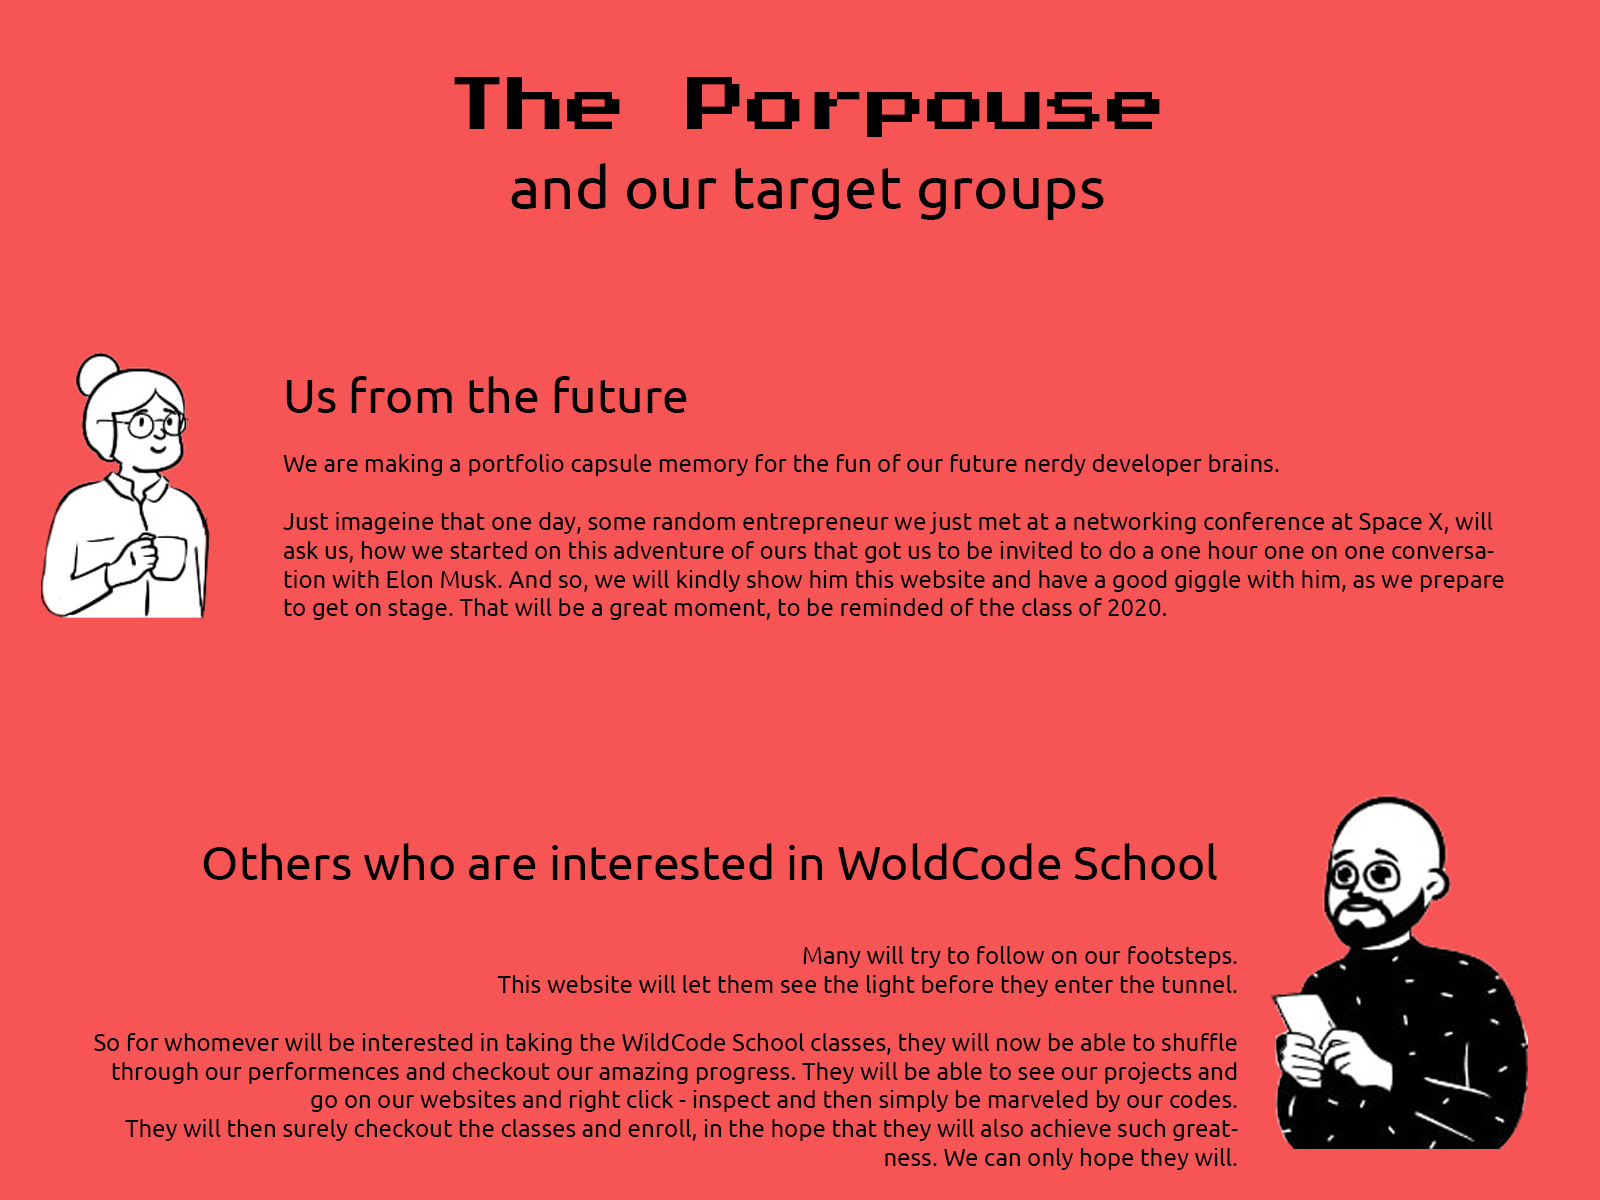 The Porpouse
and our target groups
Us from the future
We are making a portfolio capsule memory for the fun of our future nerdy developer brains.
Just imageine that one day, some random entrepreneur we just met at a networking conference at Space X, will
ask us, how we started on this adventure of ours that got us to be invited to do a one hour one on one conversa-
tion with Elon Musk. And so, we will kindly show him this website and have a good giggle with him, as we prepare
to get on stage. That will be a great moment, to be reminded of the class of 2020.
Others who are interested in WoldCode School
Many will try to follow on our footsteps.
This website will let them see the light before they enter the tunnel.
So for whomever will be interested in taking the WildCode School classes, they will now be able to shuffle
through our performences and checkout our amazing progress. They will be able to see our projects and
go on our websites and right click - inspect and then simply be marveled by our codes.
They will then surely checkout the classes and enroll, in the hope that they will also achieve such great-
ness. We can only hope they will.